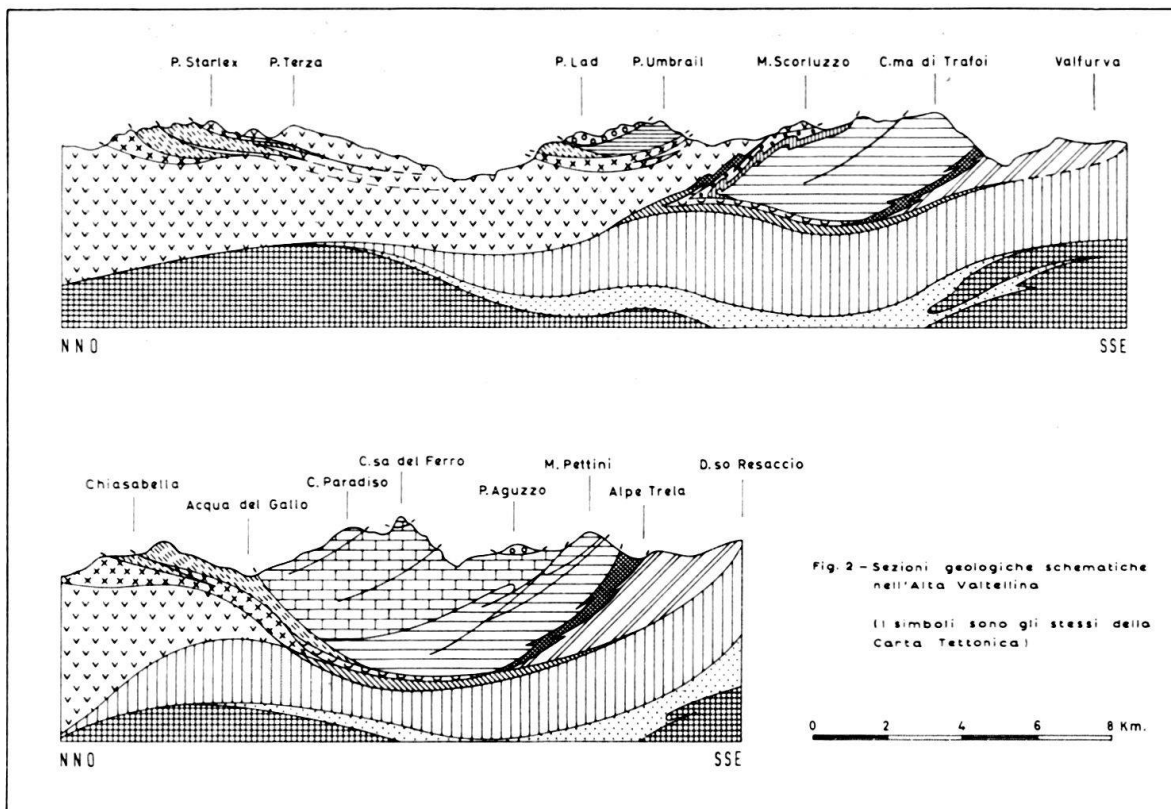 P. Starlex P. Terza P. Lad P. Umbrail M. Scorluzzo C.ma di Trafoi Valfurva
NNO SSE
C.sa del Ferro
M. Pettini D.so Resaccio
Chiasabella C. Paradiso P. Aguzzo Alpe Trela
Acqua del Gallo
Fig. 2 – Sezioni geologiche schematiche
nell'Alta Valtellina
(I simboli sono gli stessi della
Carta Tettonica)
0 2 4 6 8 Km.
NNO SSE